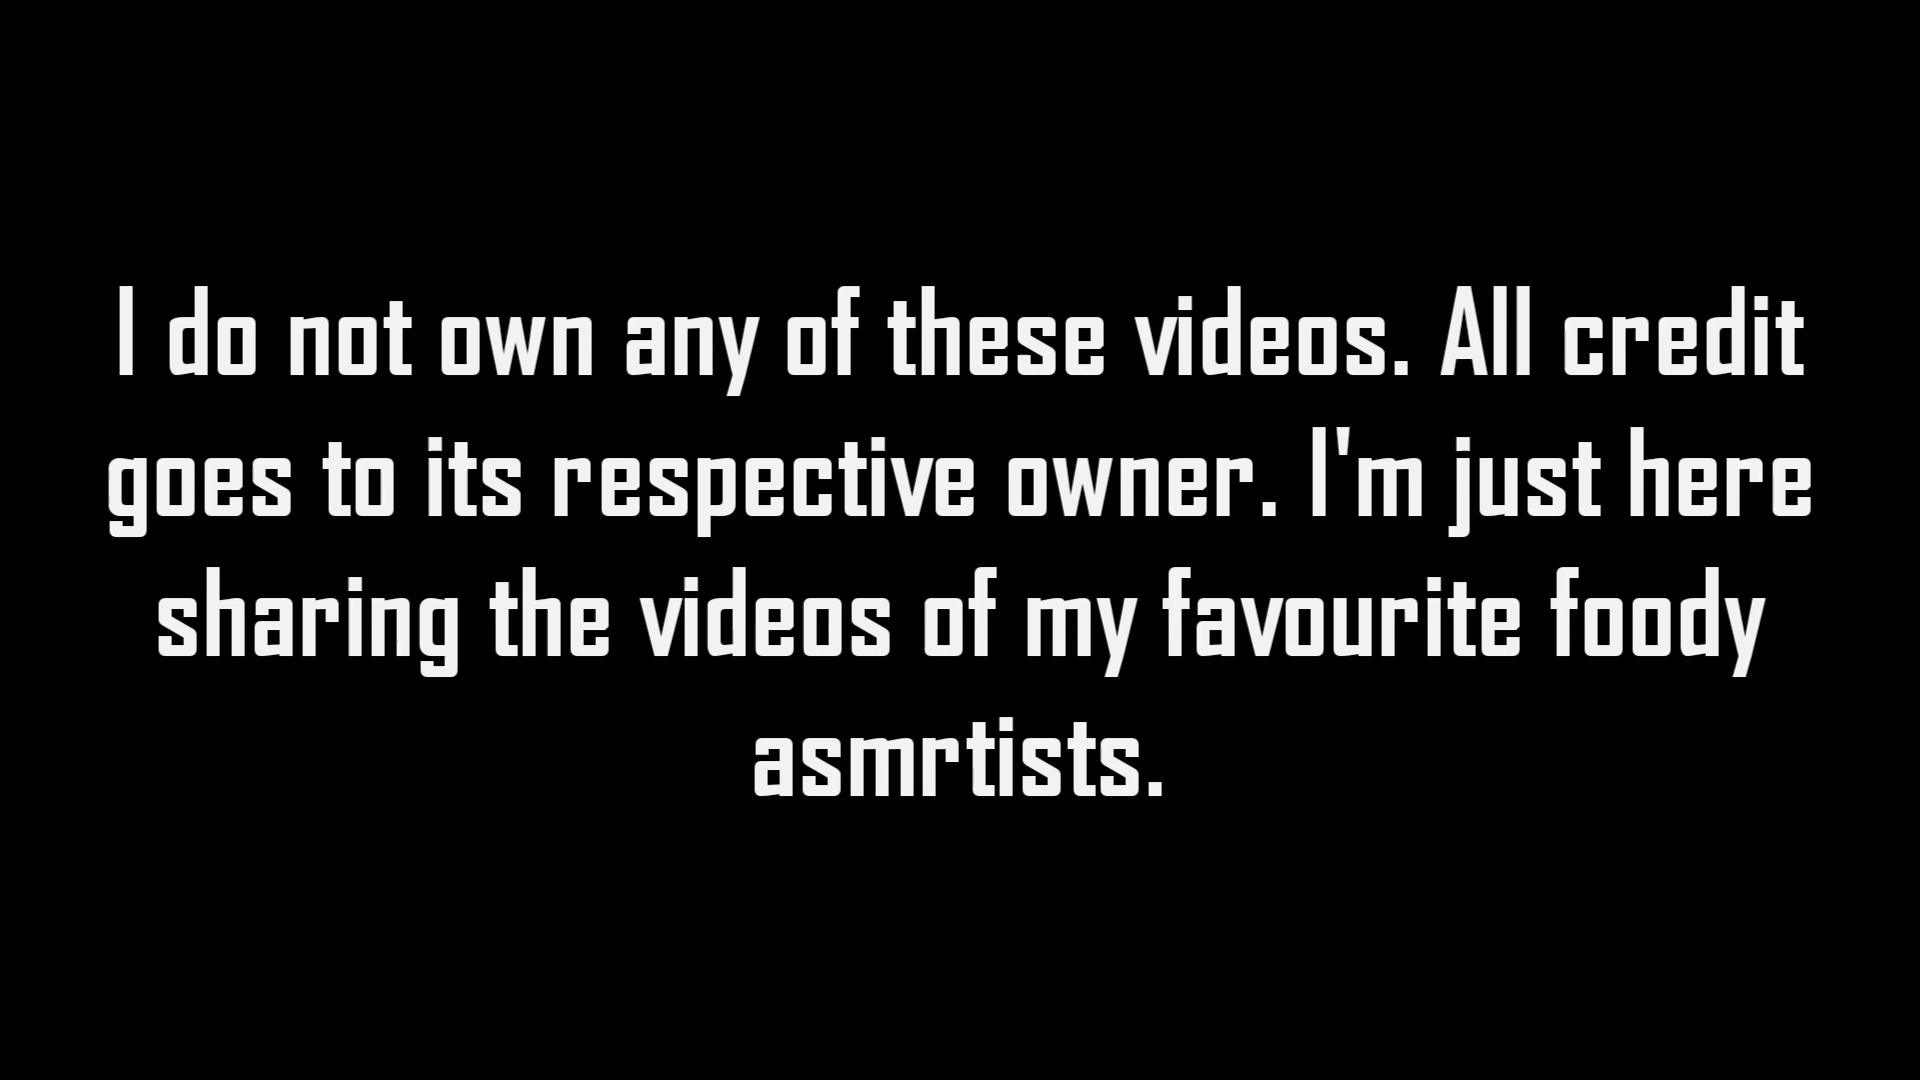 I do not own any of these videos. All credit
goes to its respective owner. I'm just here
sharing the videos of my favourite foody
asmrtists.